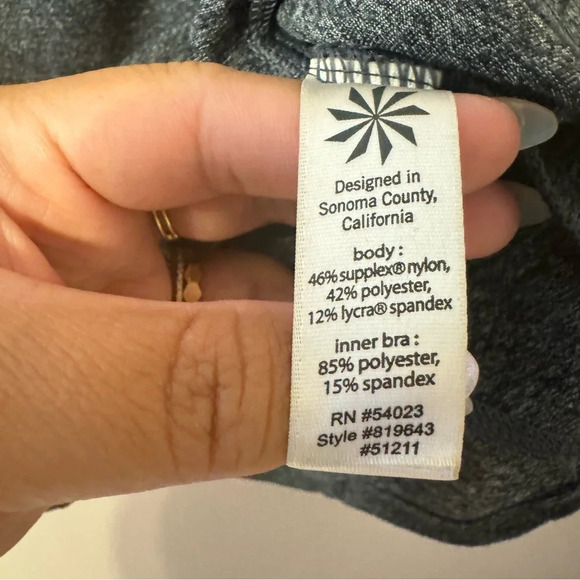 Designed in
Sonoma County,
California
body :
46% supplex® nylon,
42% polyester,
12% lycra® spandex
inner bra :
85% polyester,
15% spandex
RN #54023
Style #819643
#51211